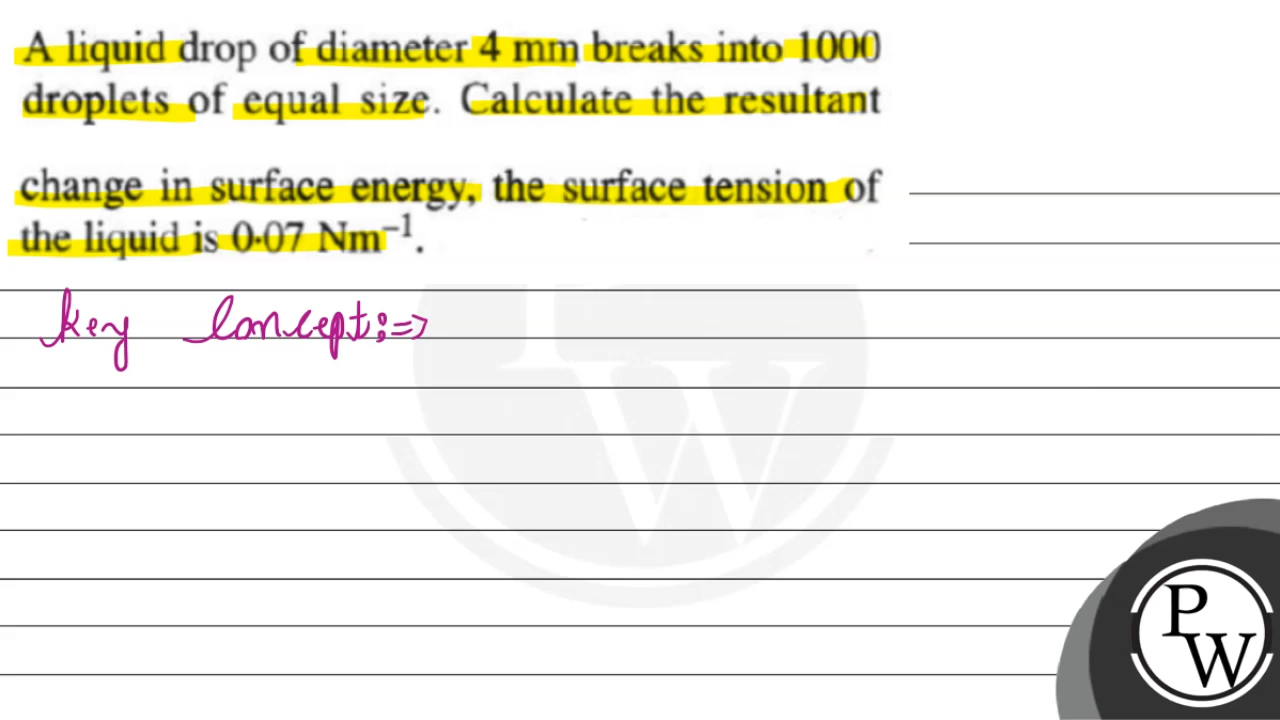 A liquid drop of diameter 4 mm breaks into 1000
droplets of equal size. Calculate the resultant
change in surface energy, the surface tension of
the liquid is 0·07 Nm⁻¹.
key Concept:⇒
PW
PW